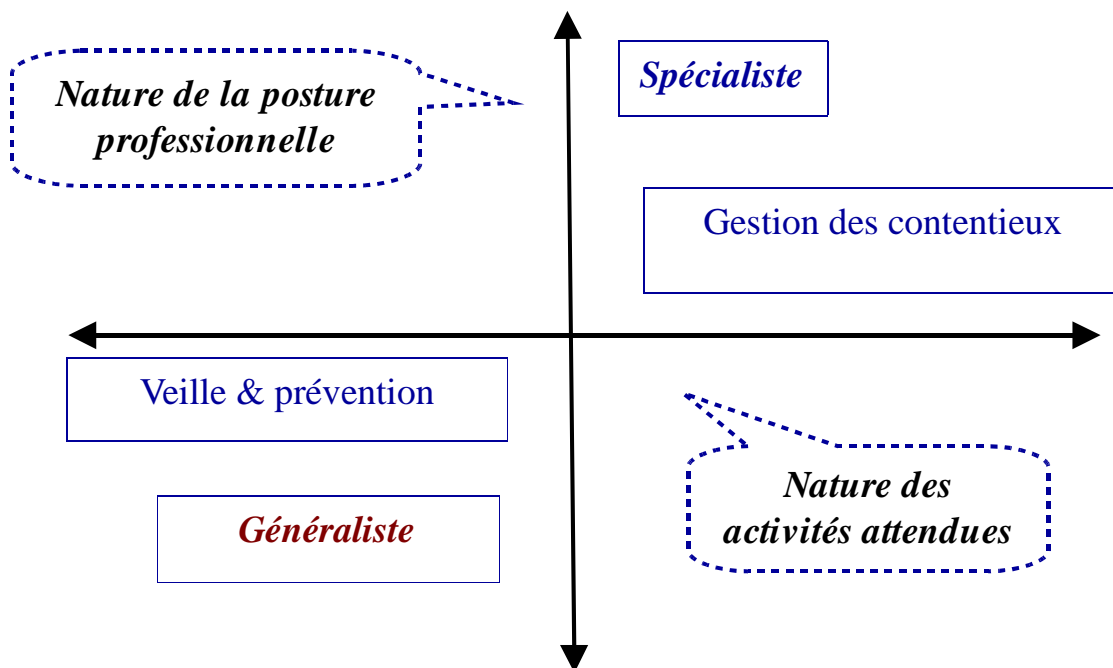 Nature de la posture
professionnelle
Spécialiste
Gestion des contentieux
Veille & prévention
Généraliste
Nature des
activités attendues